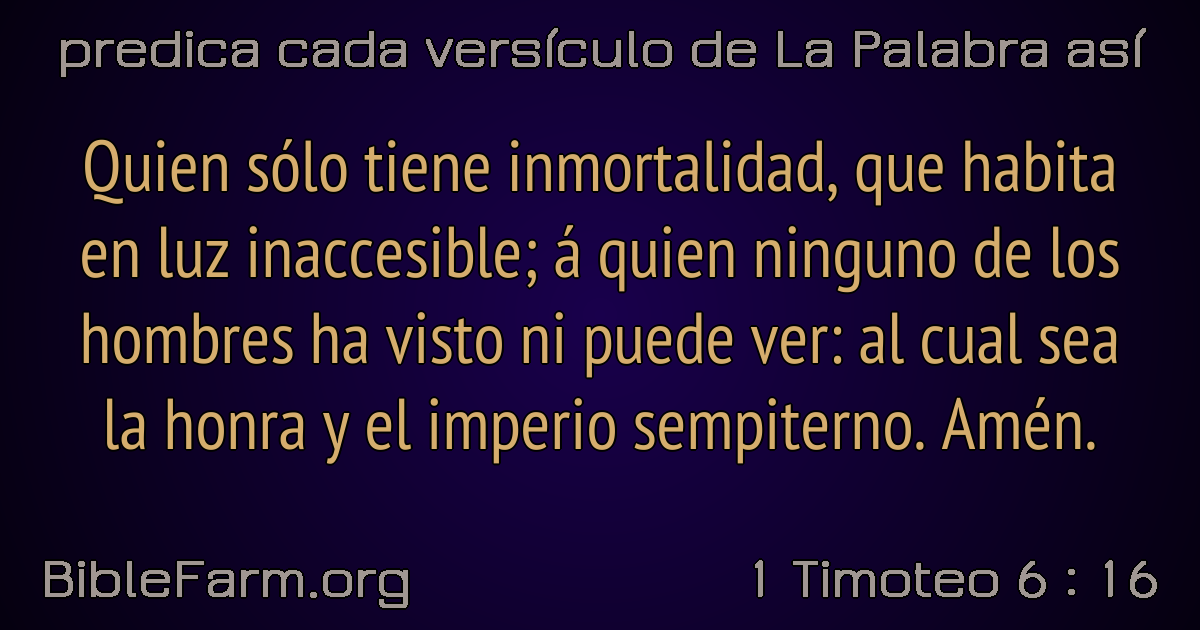 predica cada versículo de La Palabra así
Quien sólo tiene inmortalidad, que habita
en luz inaccesible; á quien ninguno de los
hombres ha visto ni puede ver: al cual sea
la honra y el imperio sempiterno. Amén.
BibleFarm.org
1 Timoteo 6 : 16